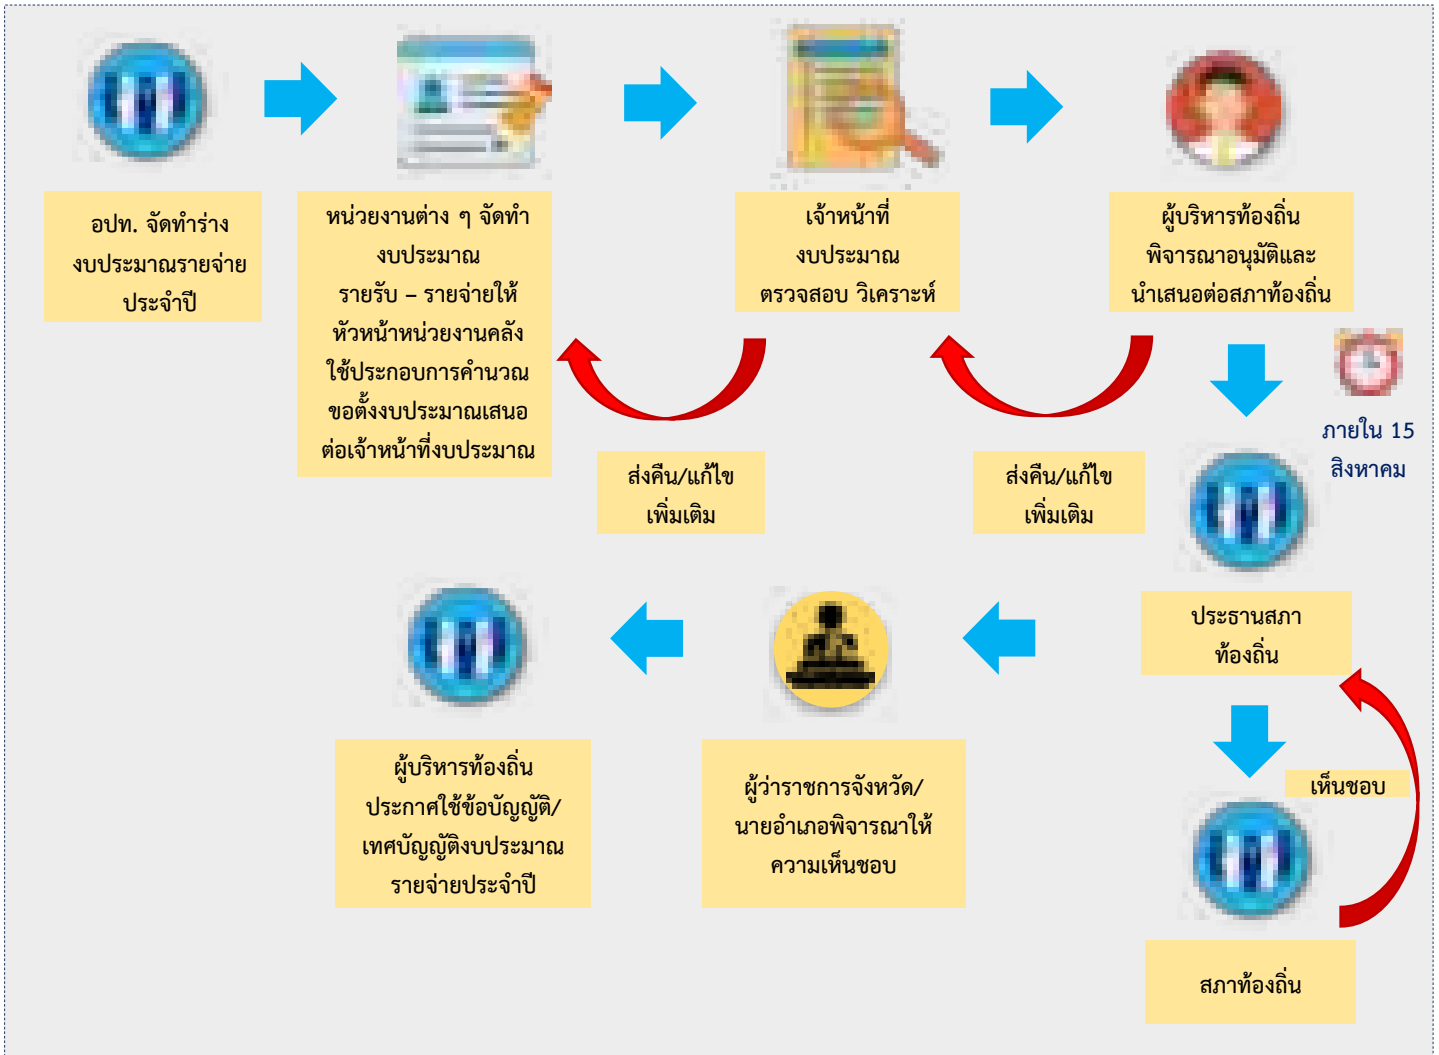 อปท. จัดทำร่าง
งบประมาณรายจ่าย
ประจำปี
หน่วยงานต่าง ๆ จัดทำ
งบประมาณ
รายรับ – รายจ่ายให้
หัวหน้าหน่วยงานคลัง
ใช้ประกอบการคำนวณ
ขอตั้งงบประมาณเสนอ
ต่อเจ้าหน้าที่งบประมาณ
เจ้าหน้าที่
งบประมาณ
ตรวจสอบ วิเคราะห์
ผู้บริหารท้องถิ่น
พิจารณาอนุมัติและ
นำเสนอต่อสภาท้องถิ่น
ส่งคืน/แก้ไข
เพิ่มเติม
ส่งคืน/แก้ไข
เพิ่มเติม
ภายใน 15
สิงหาคม
ประธานสภา
ท้องถิ่น
เห็นชอบ
สภาท้องถิ่น
ผู้ว่าราชการจังหวัด/
นายอำเภอพิจารณาให้
ความเห็นชอบ
ผู้บริหารท้องถิ่น
ประกาศใช้ข้อบัญญัติ/
เทศบัญญัติงบประมาณ
รายจ่ายประจำปี